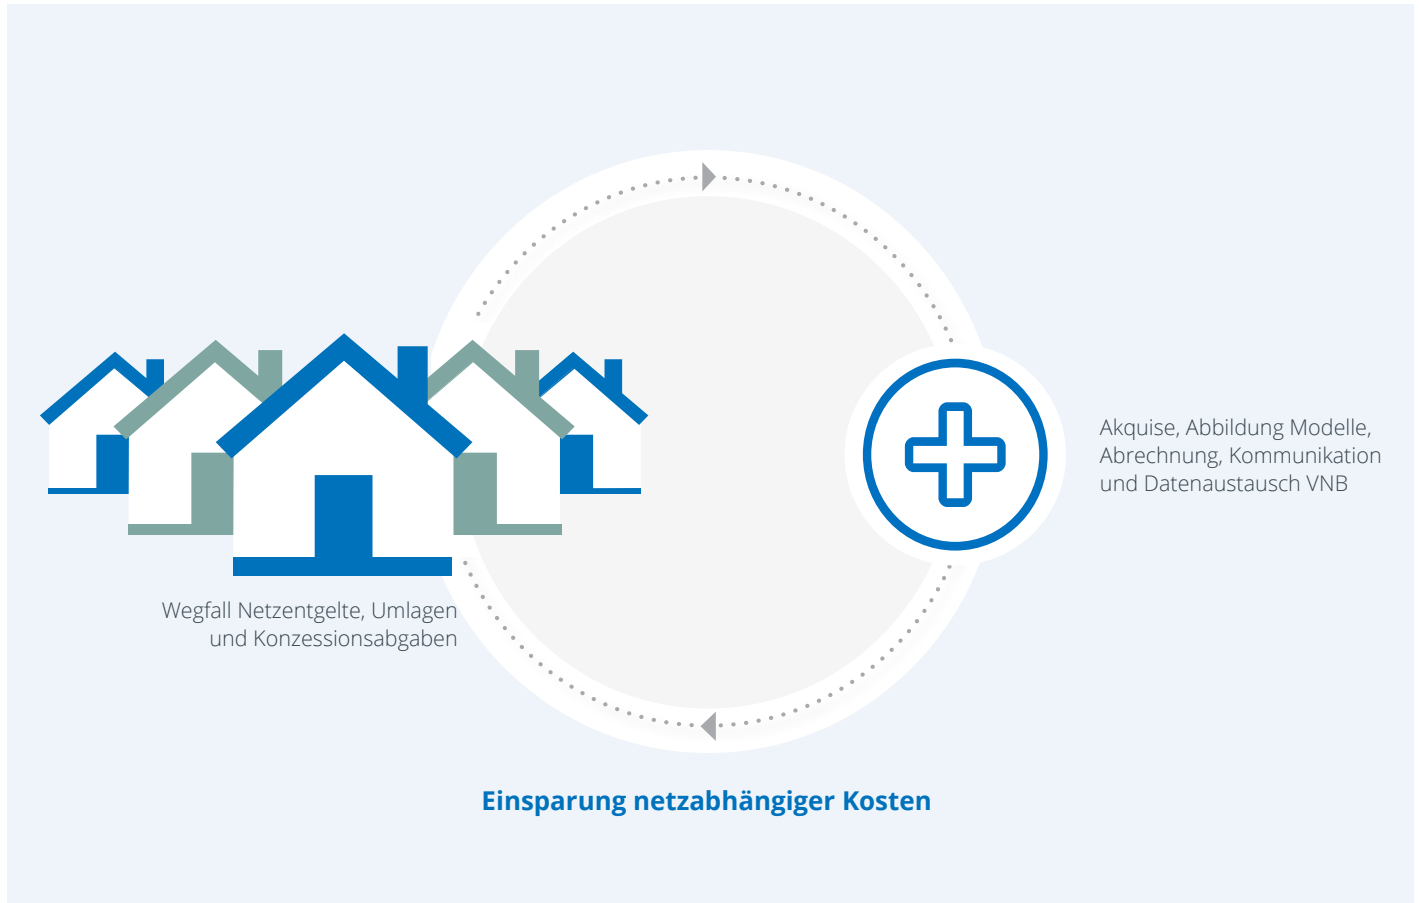 Akquise, Abbildung Modelle,
Abrechnung, Kommunikation
und Datenaustausch VNB
Wegfall Netzentgelte, Umlagen
und Konzessionsabgaben
Einsparung netzabhängiger Kosten